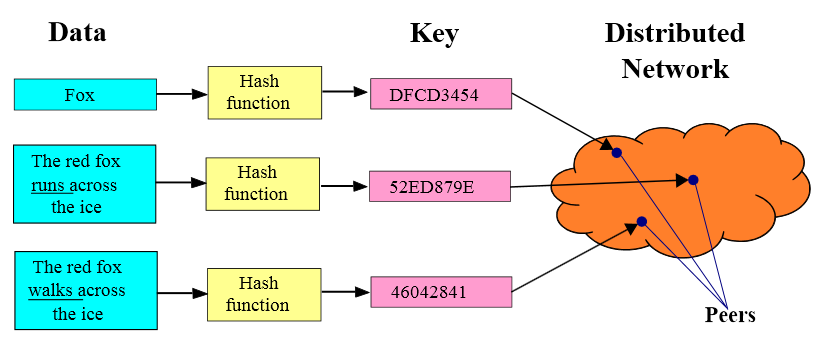 Data
Key
Distributed
Network
Fox
Hash
function
DFCD3454
The red fox
runs across
the ice
Hash
function
52ED879E
The red fox
walks across
the ice
Hash
function
46042841
Peers